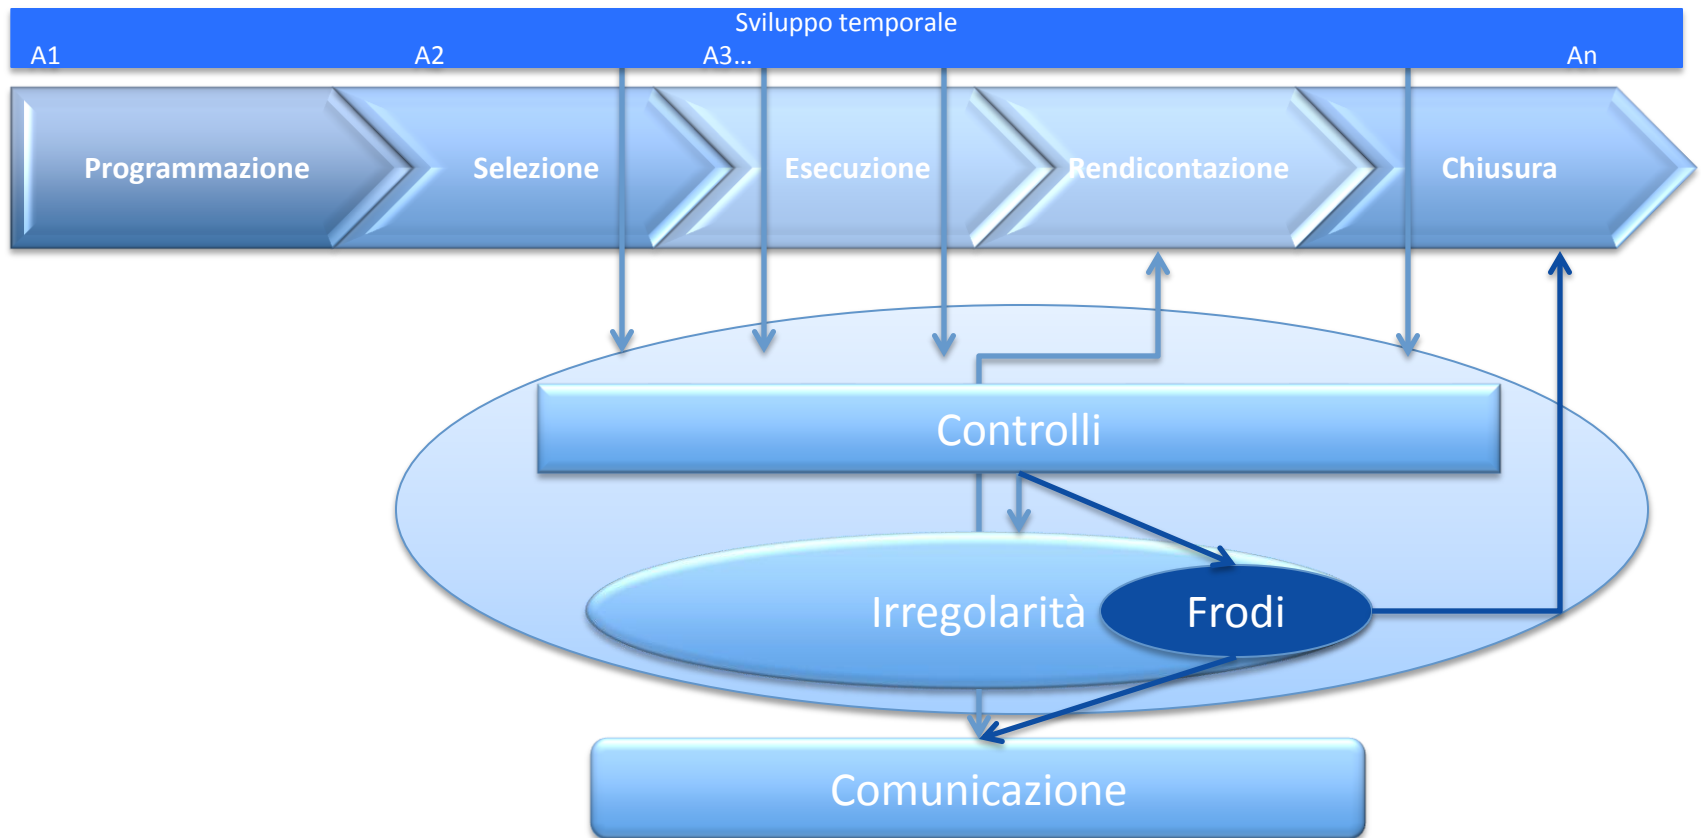 Sviluppo temporale
A1 A2 A3... An
Programmazione Selezione Esecuzione Rendicontazione Chiusura
Controlli
Irregolarità Frodi
Comunicazione